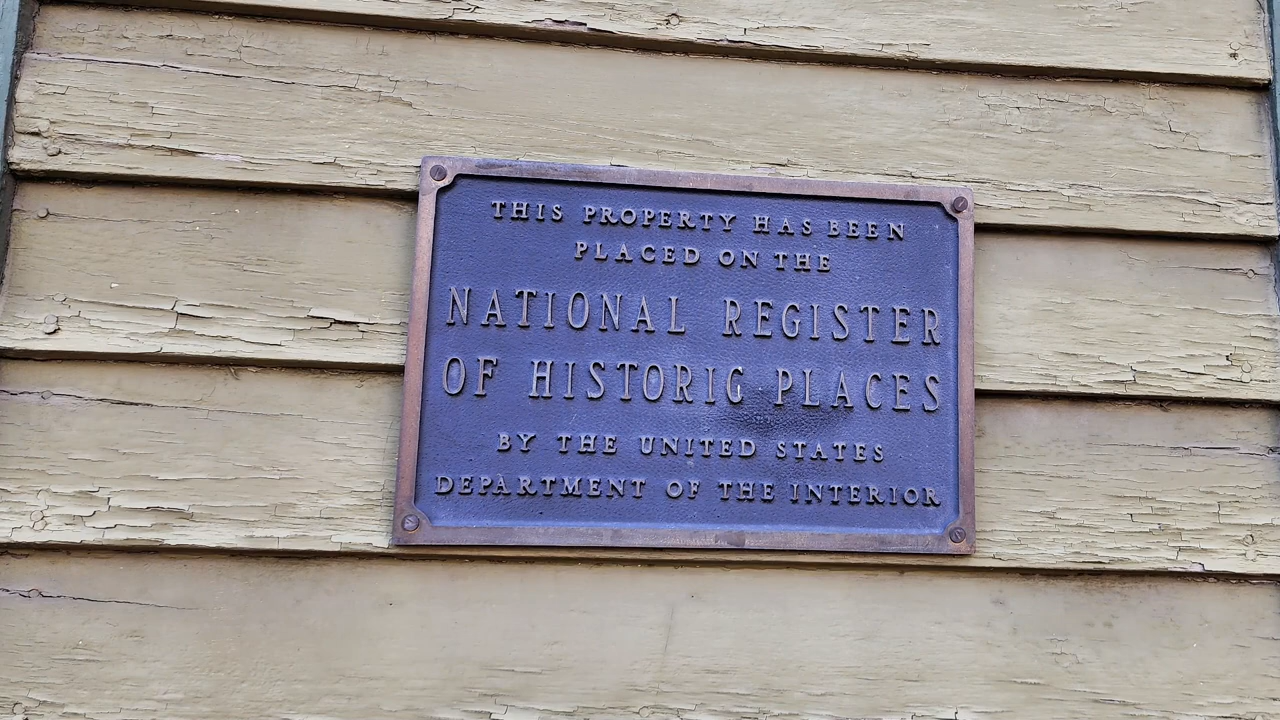 THIS PROPERTY HAS BEEN
PLACED ON THE
NATIONAL REGISTER
OF HISTORIC PLACES
BY THE UNITED STATES
DEPARTMENT OF THE INTERIOR